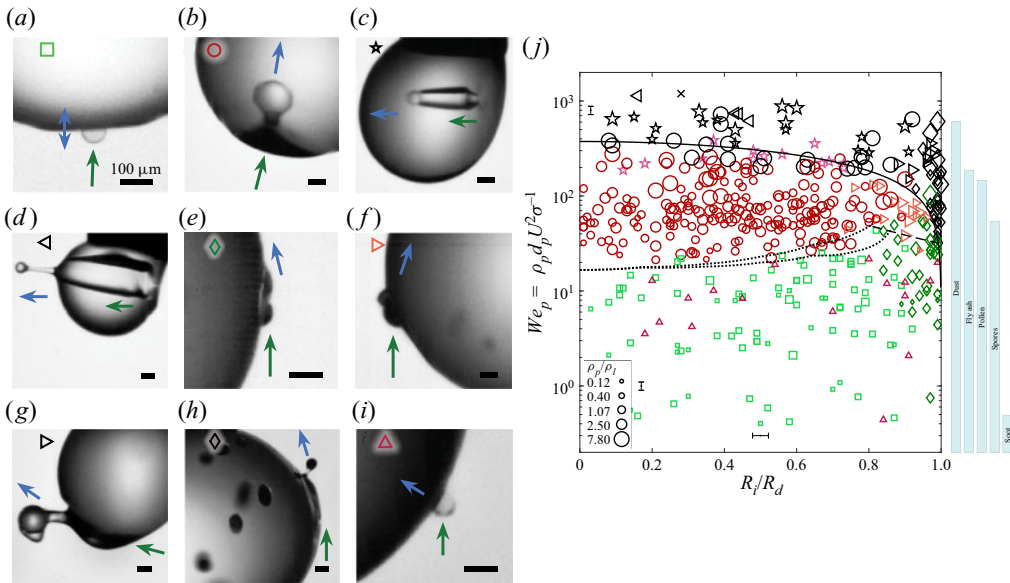 (a)
(b)
(c)
100 μm
(d)
(e)
(f)
(g)
(h)
(i)
(j)
10³
10²
10¹
10⁰
We_p = ρ_p d_p U² σ⁻¹
ρ_p/ρ_l
0.12
0.40
1.07
2.50
7.80
0
0.2
0.4
0.6
0.8
1.0
R_i/R_d
Dust
Fly ash
Pollen
Spores
Soot